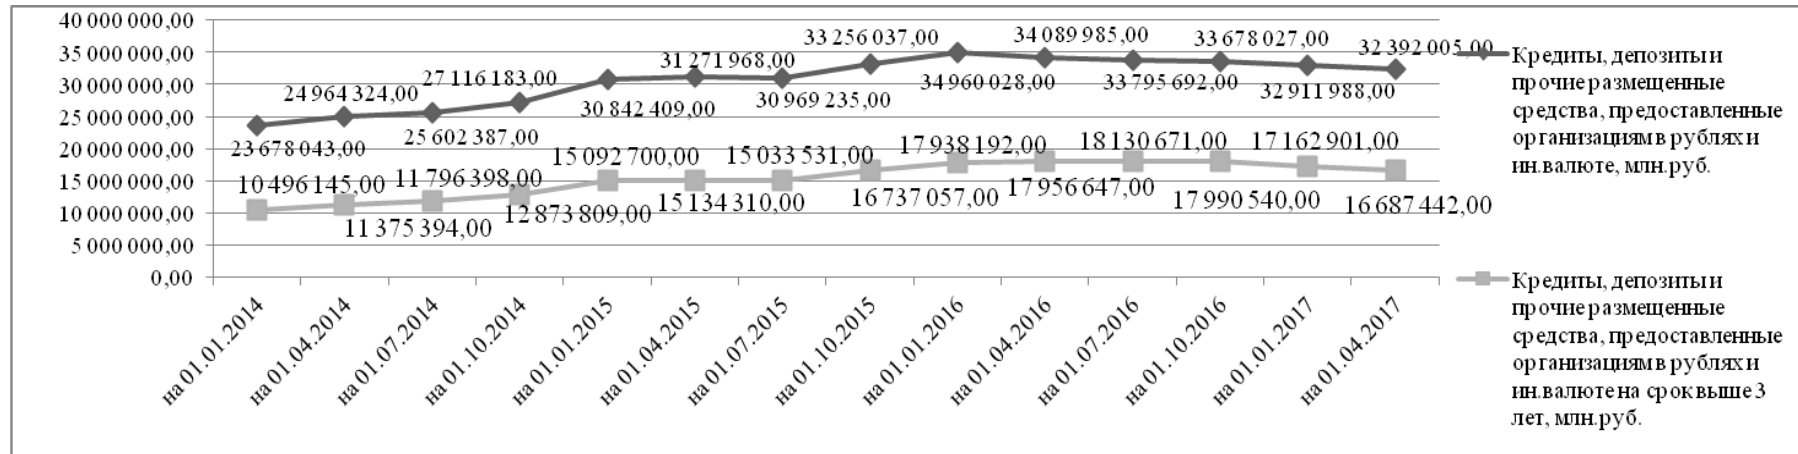 40 000 000,00
35 000 000,00
30 000 000,00
25 000 000,00
20 000 000,00
15 000 000,00
10 000 000,00
5 000 000,00
0,00
23 678 043,00
24 964 324,00
25 602 387,00
27 116 183,00
30 842 409,00
31 271 968,00
30 969 235,00
33 256 037,00
34 960 028,00
34 089 985,00
33 795 692,00
33 678 027,00
32 911 988,00
32 392 005,00
10 496 145,00
11 375 394,00
11 796 398,00
12 873 809,00
15 092 700,00
15 134 310,00
15 033 531,00
16 737 057,00
17 938 192,00
17 956 647,00
18 130 671,00
17 990 540,00
17 162 901,00
16 687 442,00
на 01.01.2014
на 01.04.2014
на 01.07.2014
на 01.10.2014
на 01.01.2015
на 01.04.2015
на 01.07.2015
на 01.10.2015
на 01.01.2016
на 01.04.2016
на 01.07.2016
на 01.10.2016
на 01.01.2017
на 01.04.2017
Кредиты, депозиты и
прочие размещенные
средства, предоставленные
организациям в рублях и
ин.валюте, млн.руб.
Кредиты, депозиты и
прочие размещенные
средства, предоставленные
организациям в рублях и
ин.валюте на срок выше 3
лет, млн.руб.